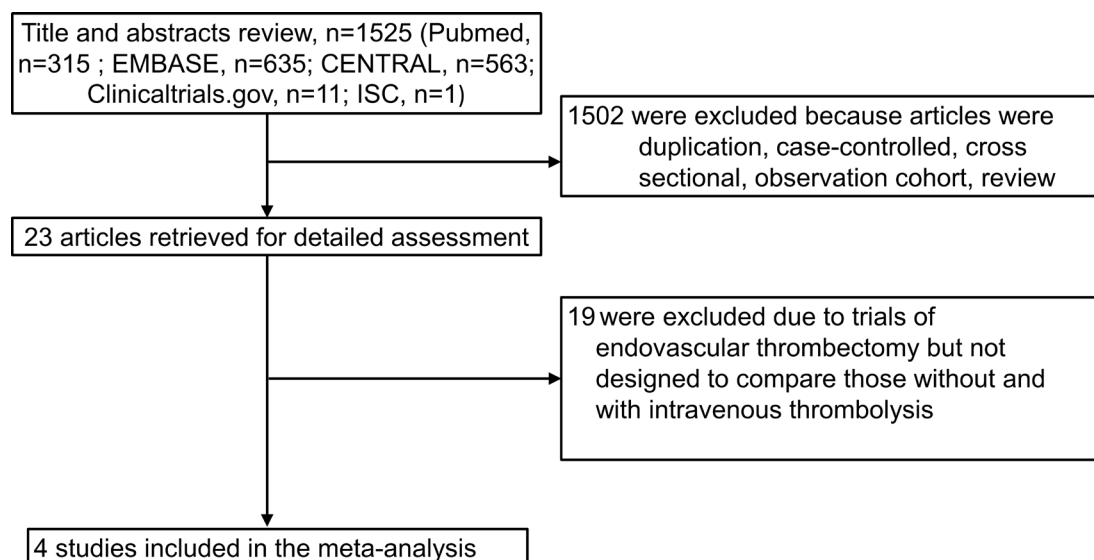 Title and abstracts review, n=1525 (Pubmed,
n=315 ; EMBASE, n=635; CENTRAL, n=563;
Clinicaltrials.gov, n=11; ISC, n=1)
1502 were excluded because articles were
duplication, case-controlled, cross
sectional, observation cohort, review
23 articles retrieved for detailed assessment
19 were excluded due to trials of
endovascular thrombectomy but not
designed to compare those without and
with intravenous thrombolysis
4 studies included in the meta-analysis